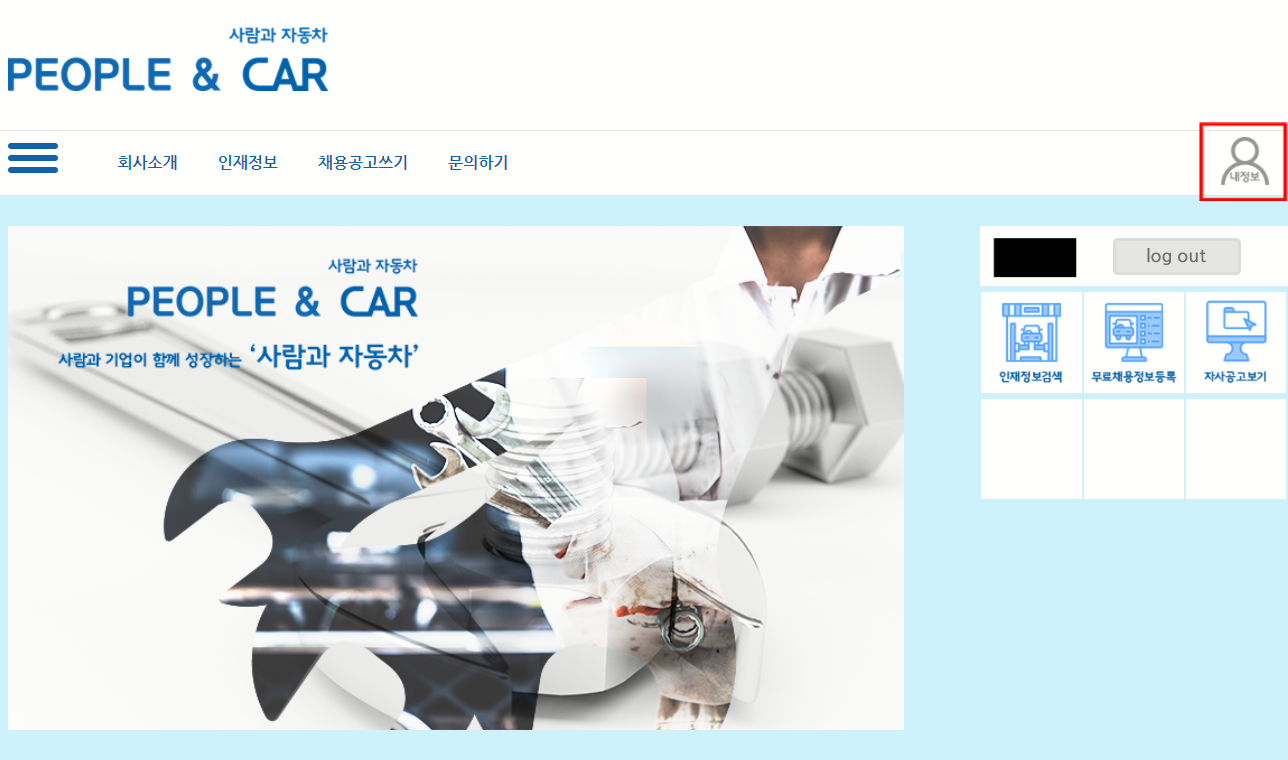 사람과 자동차
PEOPLE & CAR
회사소개 인재정보 채용공고쓰기 문의하기
내정보
사람과 자동차
PEOPLE & CAR
사람과 기업이 함께 성장하는 ‘사람과 자동차’
log out
인재정보검색 무료채용정보등록 자사공고보기